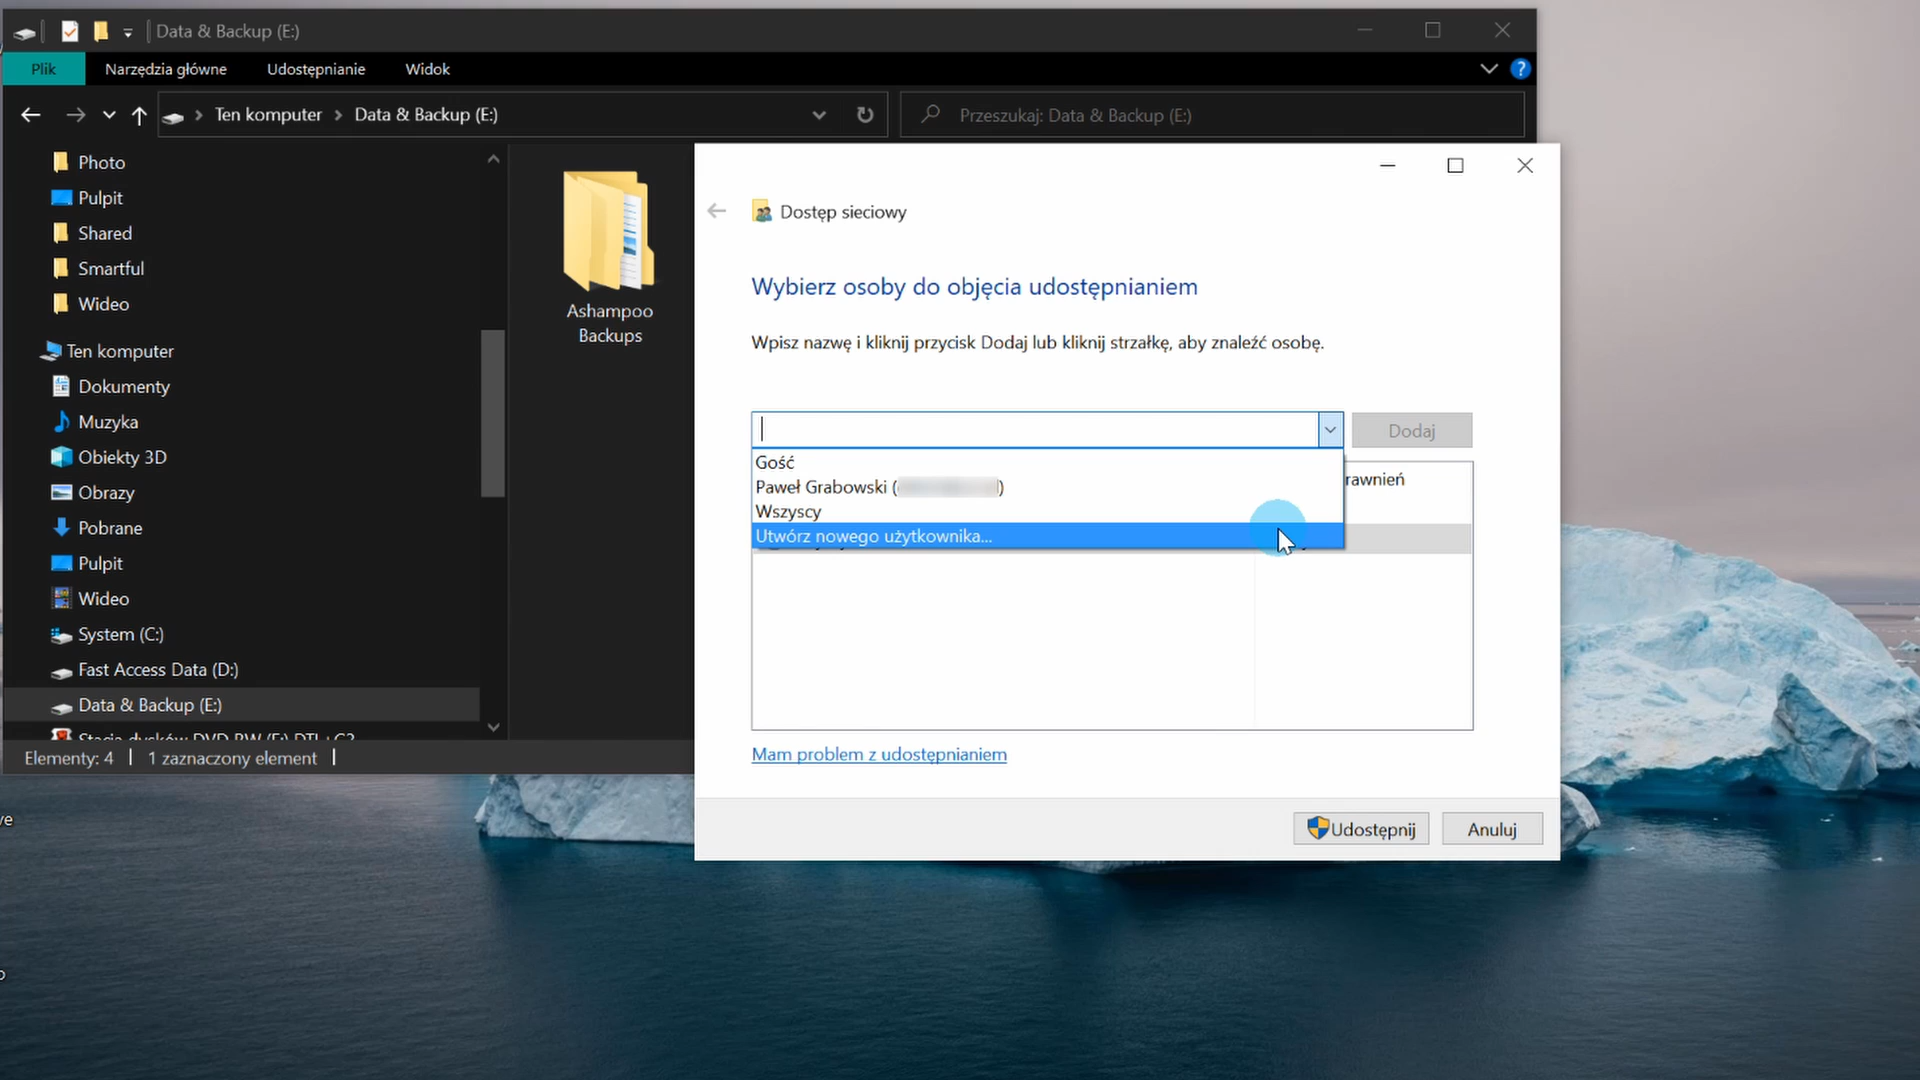 Data & Backup (E:)
Plik
Narzędzia główne
Udostępnianie
Widok
Ten komputer
Data & Backup (E:)
Przeszukaj: Data & Backup (E:)
Photo
Pulpit
Shared
Smartful
Wideo
Ten komputer
Dokumenty
Muzyka
Obiekty 3D
Obrazy
Pobrane
Pulpit
Wideo
System (C:)
Fast Access Data (D:)
Data & Backup (E:)
Elementy: 4
1 zaznaczony element
Ashampoo
Backups
Dostęp sieciowy
Wybierz osoby do objęcia udostępnianiem
Wpisz nazwę i kliknij przycisk Dodaj lub kliknij strzałkę, aby znaleźć osobę.
Dodaj
Gość
Paweł Grabowski (
)
Wszyscy
Utwórz nowego użytkownika...
rawnień
Mam problem z udostępnianiem
Udostępnij
Anuluj